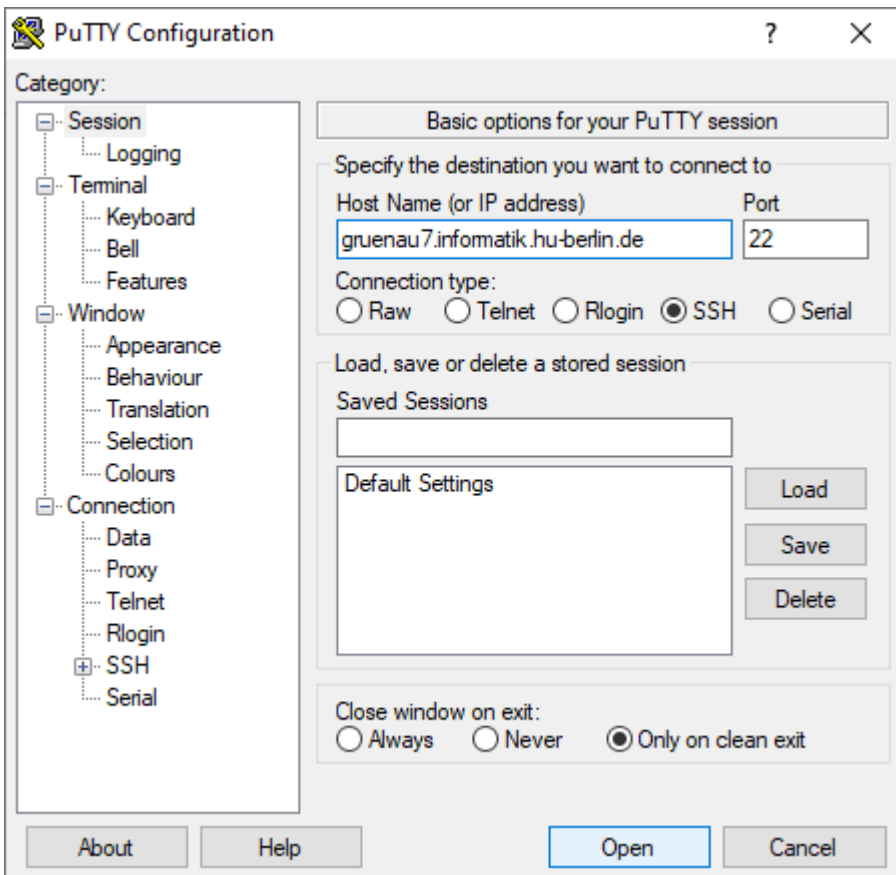 PuTTY Configuration
?
Category:
Session
Logging
Terminal
Keyboard
Bell
Features
Window
Appearance
Behaviour
Translation
Selection
Colours
Connection
Data
Proxy
Telnet
Rlogin
SSH
Serial
Basic options for your PuTTY session
Specify the destination you want to connect to
Host Name (or IP address) Port
gruenau7.informatik.hu-berlin.de 22
Connection type:
Raw Telnet Rlogin SSH Serial
Load, save or delete a stored session
Saved Sessions
Default Settings
Load
Save
Delete
Close window on exit:
Always Never Only on clean exit
About Help Open Cancel